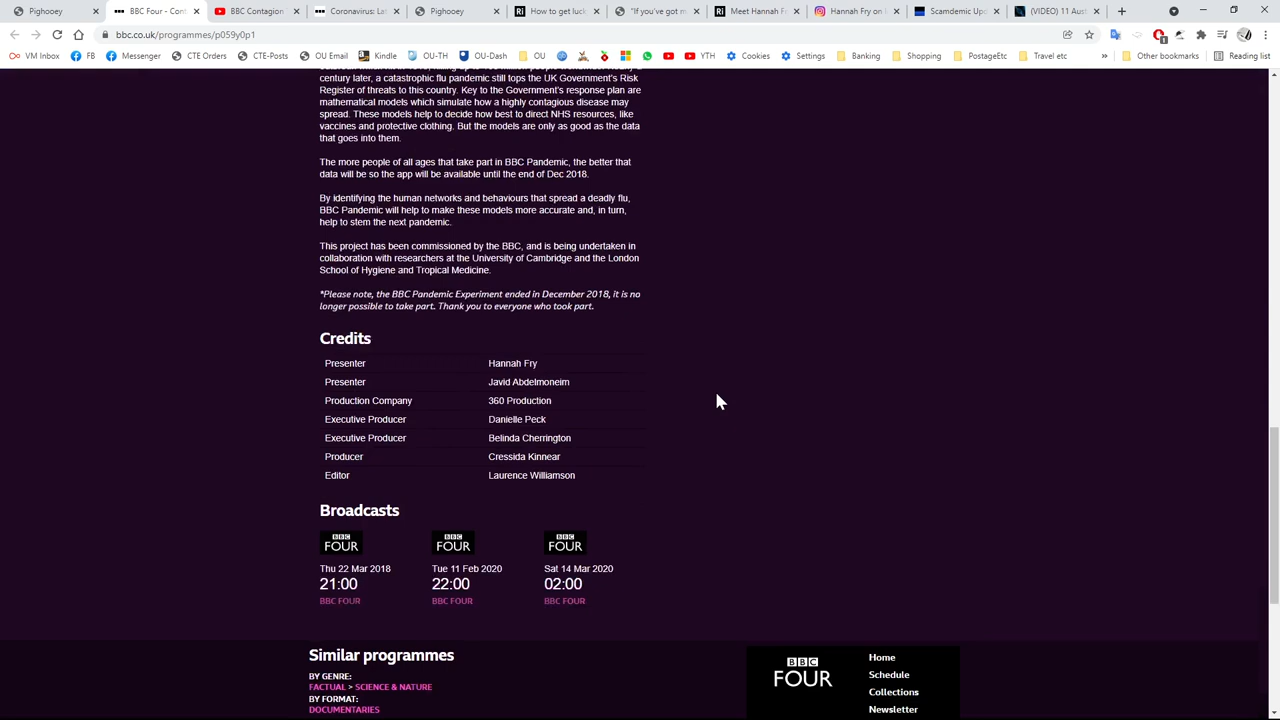 Pighooey
BBC Four - Cont
BBC Contagion
Coronavirus: Lat
Pighooey
How to get luck
"If you've got m
Meet Hannah F
Hannah Fry on I
Scamdemic Upd
(VIDEO) 11 Aust
bbc.co.uk/programmes/p059y0p1
VM Inbox
FB
Messenger
CTE Orders
CTE-Posts
OU Email
Kindle
OU-TH
OU-Dash
OU
YTH
Cookies
Settings
Banking
Shopping
PostageEtc
Travel etc
Other bookmarks
Reading list
century later, a catastrophic flu pandemic still tops the UK Government's Risk
Register of threats to this country. Key to the Government's response plan are
mathematical models which simulate how a highly contagious disease may
spread. These models help to decide how best to direct NHS resources, like
vaccines and protective clothing. But the models are only as good as the data
that goes into them.
The more people of all ages that take part in BBC Pandemic, the better that
data will be so the app will be available until the end of Dec 2018.
By identifying the human networks and behaviours that spread a deadly flu,
BBC Pandemic will help to make these models more accurate and, in turn,
help to stem the next pandemic.
This project has been commissioned by the BBC, and is being undertaken in
collaboration with researchers at the University of Cambridge and the London
School of Hygiene and Tropical Medicine.
*Please note, the BBC Pandemic Experiment ended in December 2018, it is no
longer possible to take part. Thank you to everyone who took part.
Credits
Presenter Hannah Fry
Presenter Javid Abdelmoneim
Production Company 360 Production
Executive Producer Danielle Peck
Executive Producer Belinda Cherrington
Producer Cressida Kinnear
Editor Laurence Williamson
Broadcasts
BBC FOUR BBC FOUR BBC FOUR
Thu 22 Mar 2018 Tue 11 Feb 2020 Sat 14 Mar 2020
21:00 22:00 02:00
BBC FOUR BBC FOUR BBC FOUR
Similar programmes
BY GENRE:
FACTUAL > SCIENCE & NATURE
BY FORMAT:
DOCUMENTARIES
BBC FOUR
Home
Schedule
Collections
Newsletter